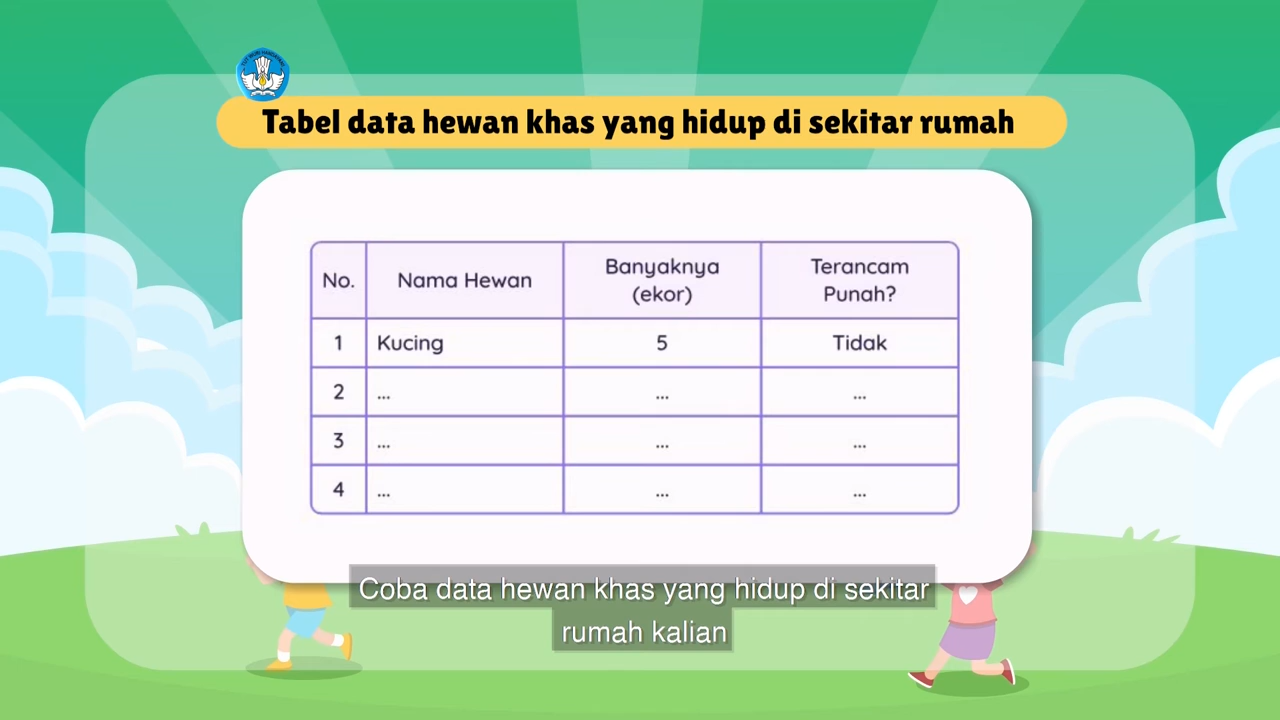 Tabel data hewan khas yang hidup di sekitar rumah
No. Nama Hewan Banyaknya (ekor) Terancam Punah?
1 Kucing 5 Tidak
2 ... ... ...
3 ... ... ...
4 ... ... ...
Coba data hewan khas yang hidup di sekitar
rumah kalian